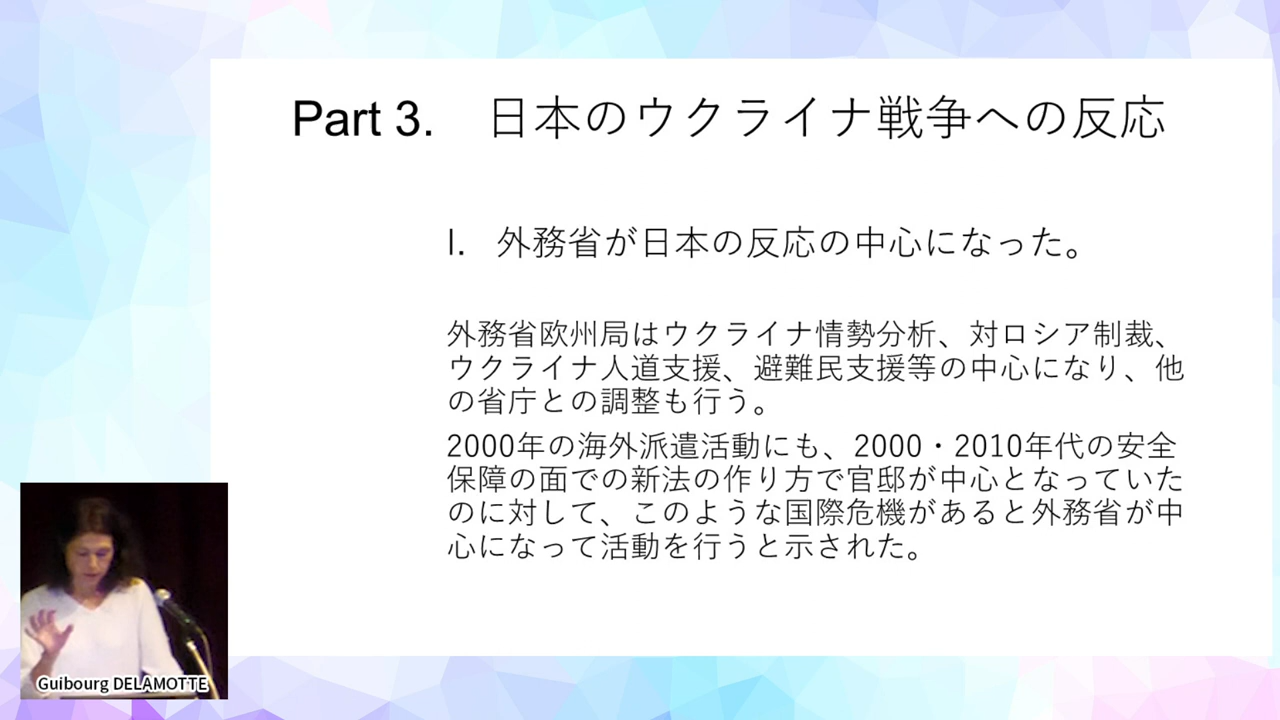 Part 3. 日本のウクライナ戦争への反応
I. 外務省が日本の反応の中心になった。
外務省欧州局はウクライナ情勢分析、対ロシア制裁、
ウクライナ人道支援、避難民支援等の中心になり、他
の省庁との調整も行う。
2000年の海外派遣活動にも、2000・2010年代の安全
保障の面での新法の作り方で官邸が中心となっていた
のに対して、このような国際危機があると外務省が中
心になって活動を行うと示された。
Guibourg DELAMOTTE